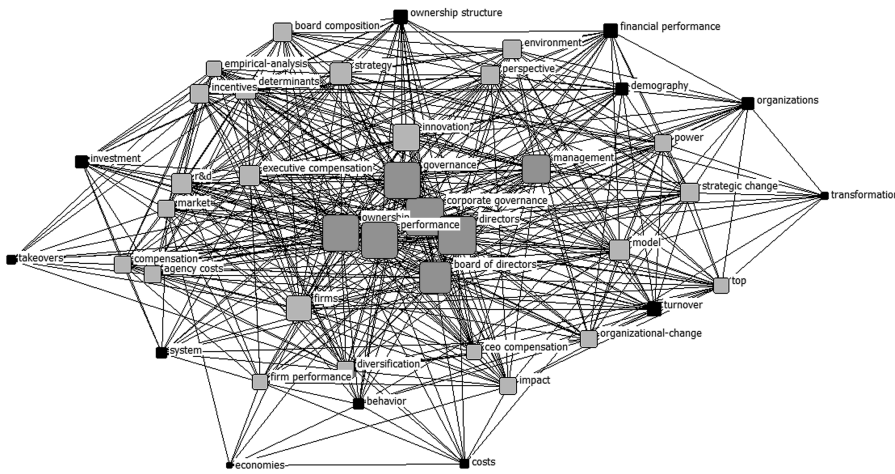 ownership structure
board composition
financial performance
environment
empirical-analysis
strategy
perspective
determinants
incentives
demography
organizations
innovation
power
investment
executive compensation
governance
management
r&d
strategic change
transformation
market
corporate governance
ownership
directors
performance
model
takeovers
compensation
agency costs
board of directors
top
firms
turnover
organizational-change
system
ceo compensation
diversification
firm performance
impact
behavior
economies
costs